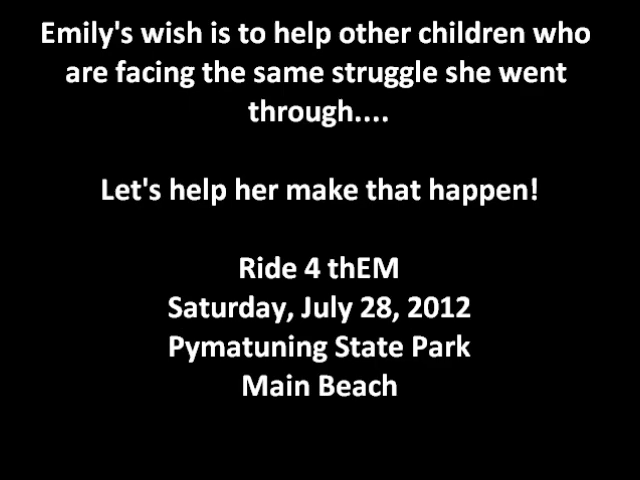 Emily's wish is to help other children who
are facing the same struggle she went
through....
Let's help her make that happen!
Ride 4 thEM
Saturday, July 28, 2012
Pymatuning State Park
Main Beach